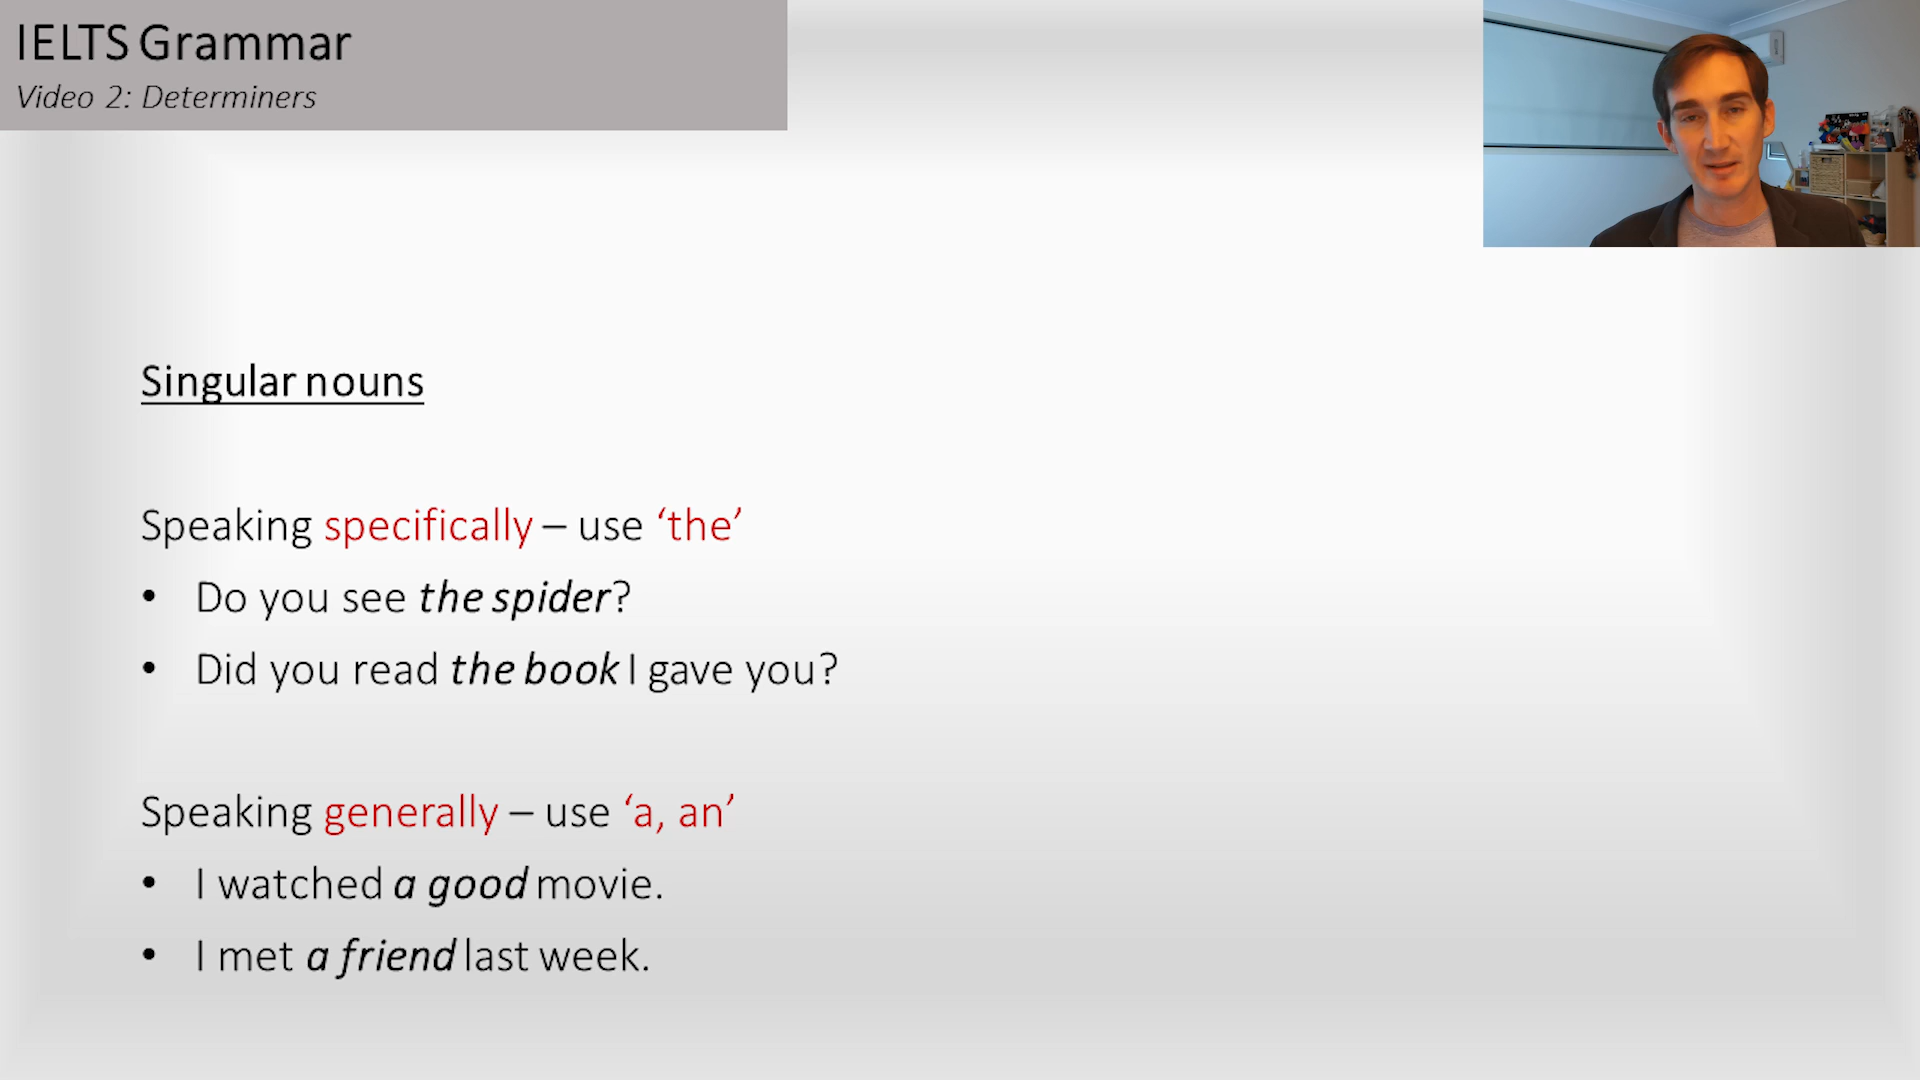 IELTS Grammar
Video 2: Determiners
Singular nouns
Speaking specifically – use ‘the’
• Do you see the spider?
• Did you read the book I gave you?
Speaking generally – use ‘a, an’
• I watched a good movie.
• I met a friend last week.